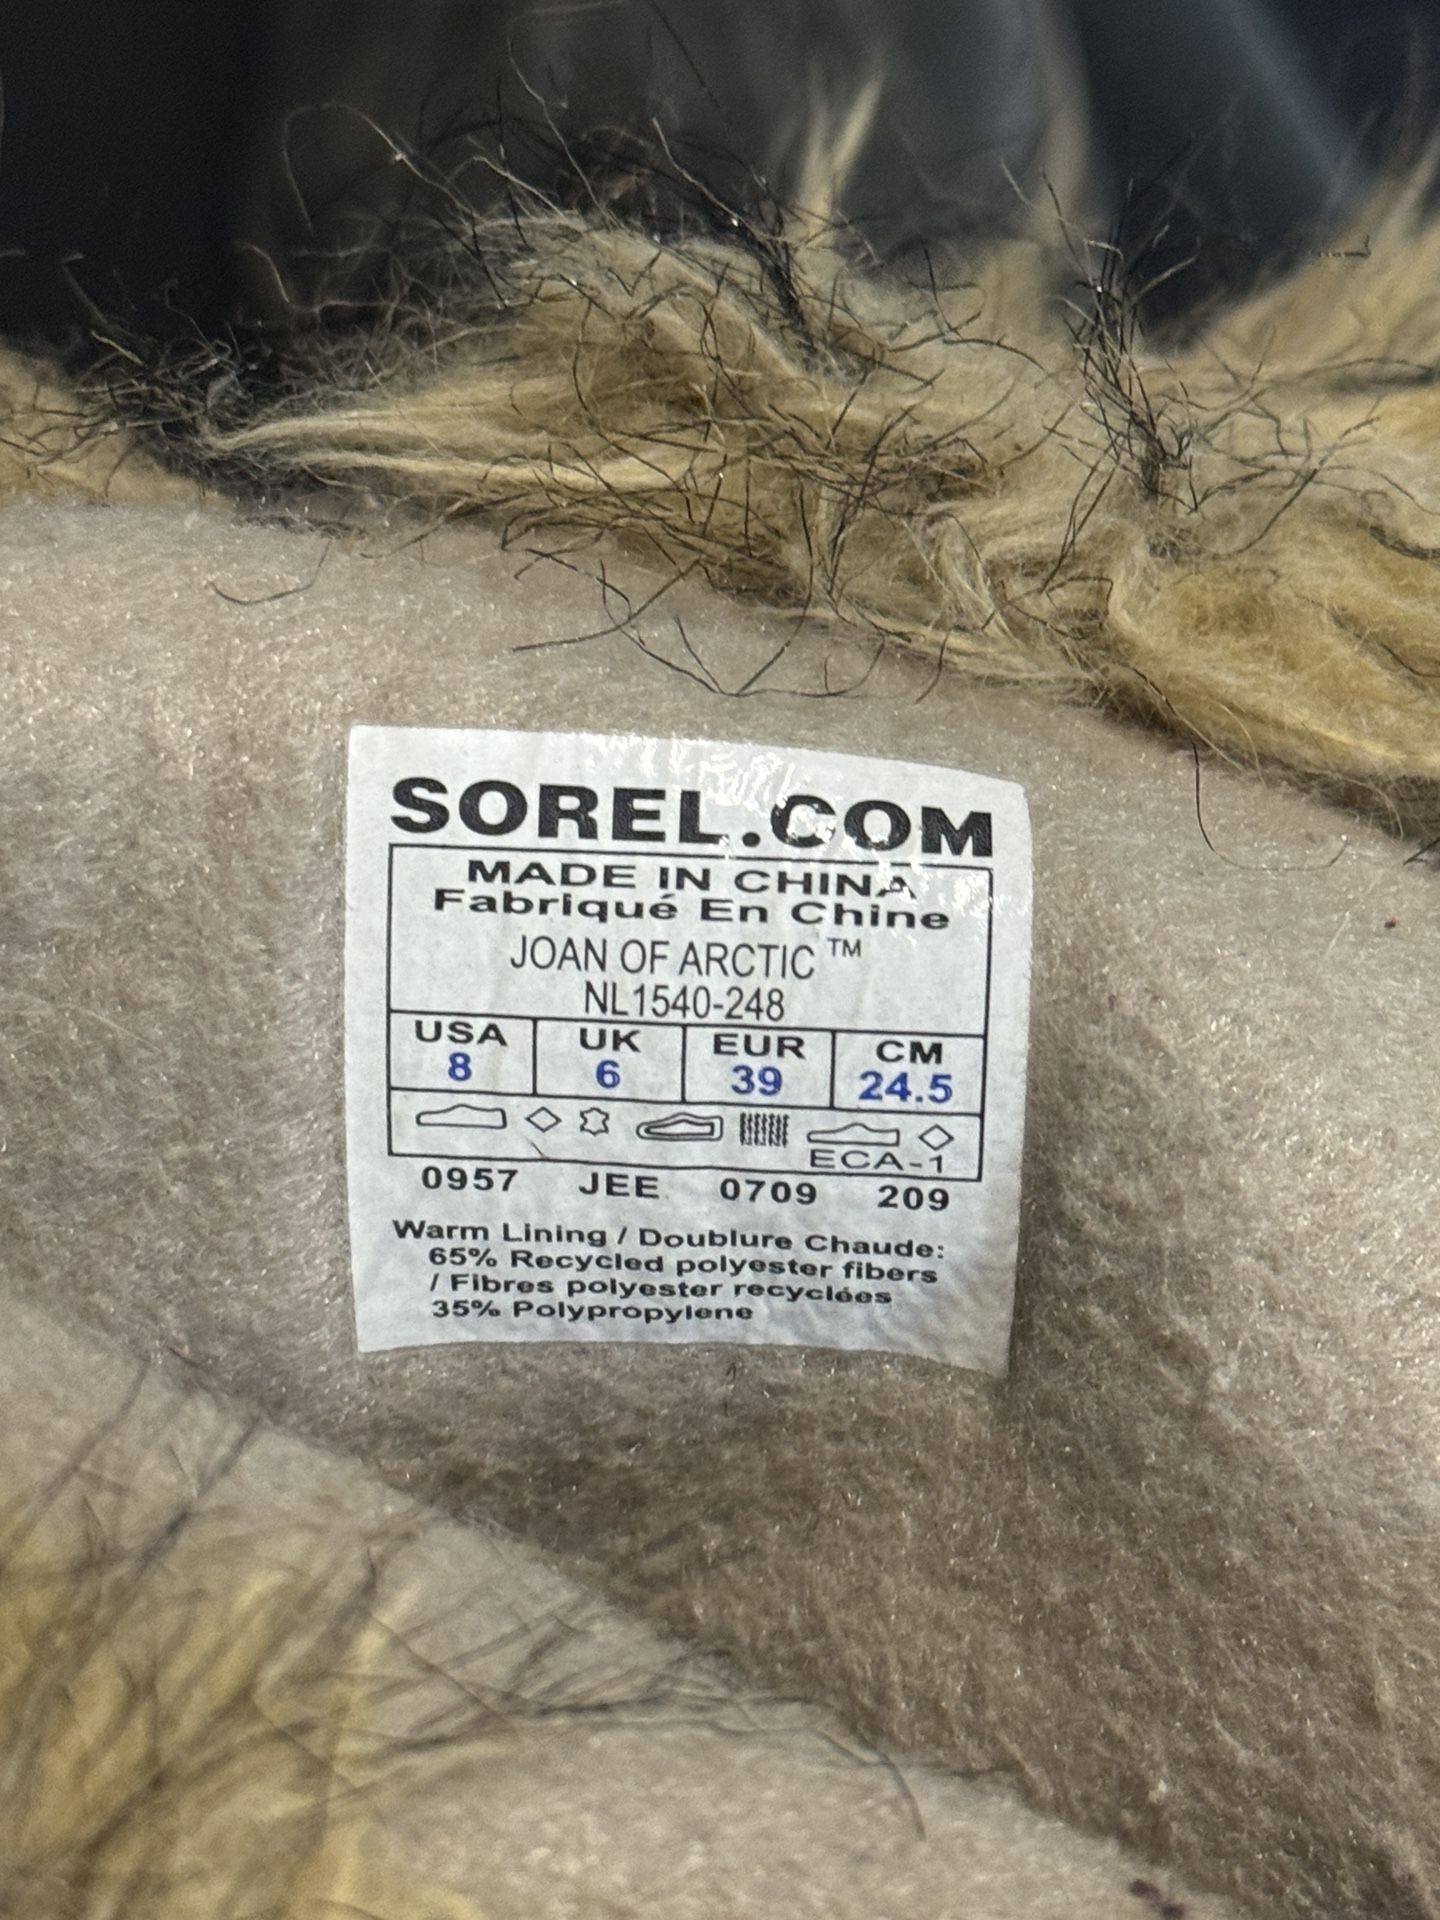 SOREL.COM
MADE IN CHINA
Fabriqué En Chine
JOAN OF ARCTIC™
NL1540-248
USA UK EUR CM
8 6 39 24.5
ECA-1
0957 JEE 0709 209
Warm Lining / Doublure Chaude:
65% Recycled polyester fibers
/ Fibres polyester recyclées
35% Polypropylene